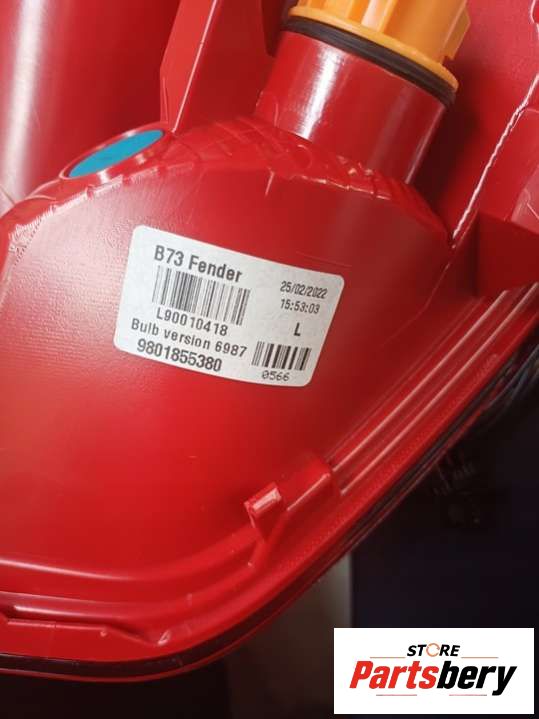 B73 Fender
25/02/2022
15:53:03
L90010418
L
Bulb version 6987
9801855380
0566
STORE
Partsbery